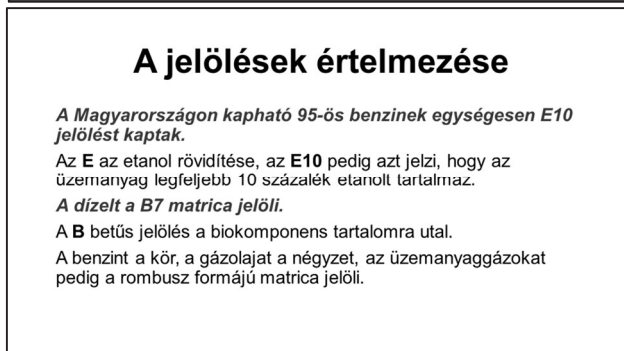 A jelölések értelmezése
A Magyarországon kapható 95-ös benzinek egységesen E10
jelölést kaptak.
Az E az etanol rövidítése, az E10 pedig azt jelzi, hogy az
üzemanyag legfeljebb 10 százalék etanolt tartalmaz.
A dízelt a B7 matrica jelöli.
A B betűs jelölés a biokomponens tartalomra utal.
A benzint a kör, a gázolajat a négyzet, az üzemanyaggázokat
pedig a rombusz formájú matrica jelöli.